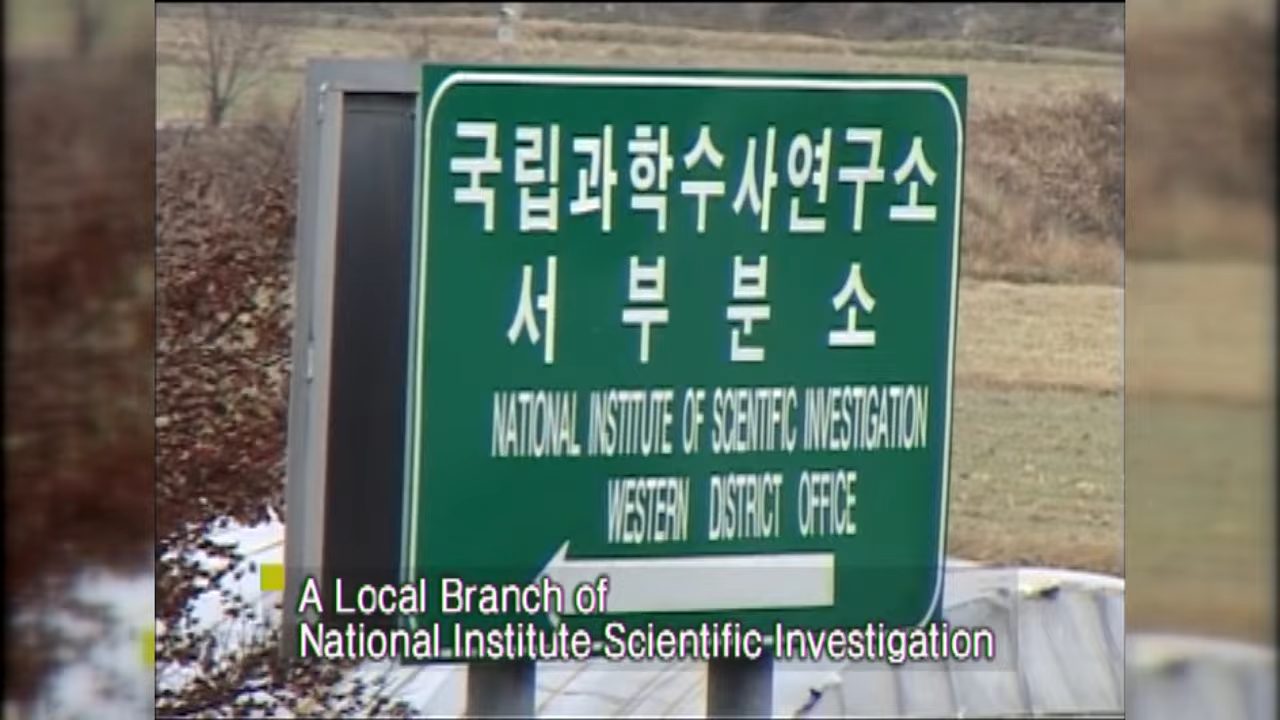 국립과학수사연구소
서 부 분 소
NATIONAL INSTITUTE OF SCIENTIFIC INVESTIGATION
WESTERN DISTRICT OFFICE
A Local Branch of
National Institute Scientific Investigation